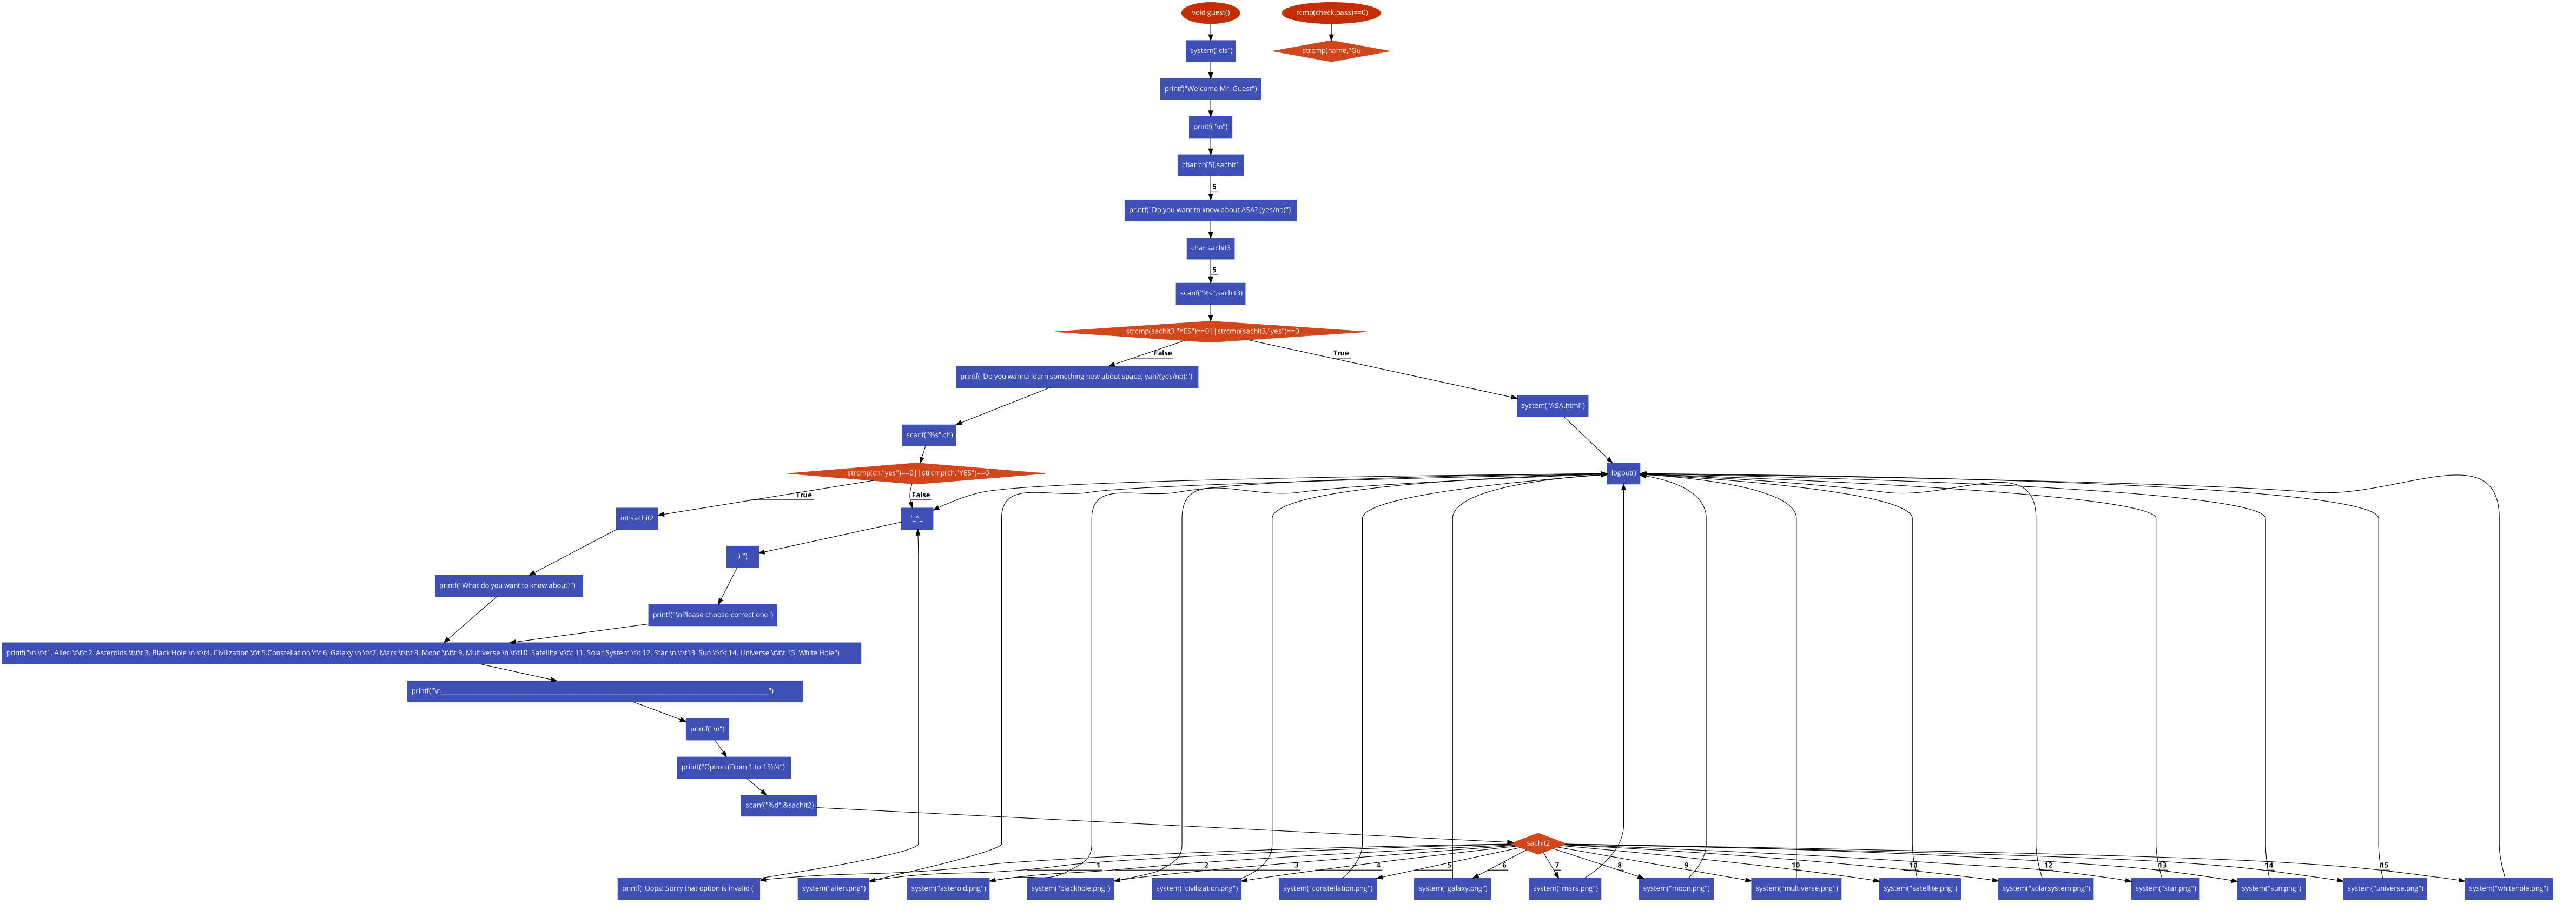 void guest()
rcmp(check,pass)==0)
system("cls")
strcmp(name,"Gu
printf("Welcome Mr. Guest")
printf("\n")
char ch[5],sachit1
5
printf("Do you want to know about ASA? (yes/no)")
char sachit3
5
scanf("%s",sachit3)
strcmp(sachit3,"YES")==0||strcmp(sachit3,"yes")==0
False
True
printf("Do you wanna learn something new about space, yah?(yes/no):")
system("ASA.html")
scanf("%s",ch)
strcmp(ch,"yes")==0||strcmp(ch,"YES")==0
logout()
True
False
int sachit2
'_^_'
) ")
printf("What do you want to know about?")
printf("\nPlease choose correct one")
printf("\n \t\t1. Alien \t\t\t 2. Asteroids \t\t\t 3. Black Hole \n \t\t4. Civilization \t\t 5.Constellation \t\t 6. Galaxy \n \t\t7. Mars \t\t\t 8. Moon \t\t\t 9. Multiverse \n \t\t10. Satellite \t\t\t 11. Solar System \t\t 12. Star \n \t\t13. Sun \t\t\t 14. Universe \t\t\t 15. White Hole")
printf("\n______________________________________________________________________________________________")
printf("\n")
printf("Option (From 1 to 15):\t")
scanf("%d",&sachit2)
sachit2
1 2 3 4 5 6 7 8 9 10 11 12 13 14 15
printf("Oops! Sorry that option is invalid (
system("alien.png")
system("asteroid.png")
system("blackhole.png")
system("civilization.png")
system("constellation.png")
system("galaxy.png")
system("mars.png")
system("moon.png")
system("multiverse.png")
system("satellite.png")
system("solarsystem.png")
system("star.png")
system("sun.png")
system("universe.png")
system("whitehole.png")